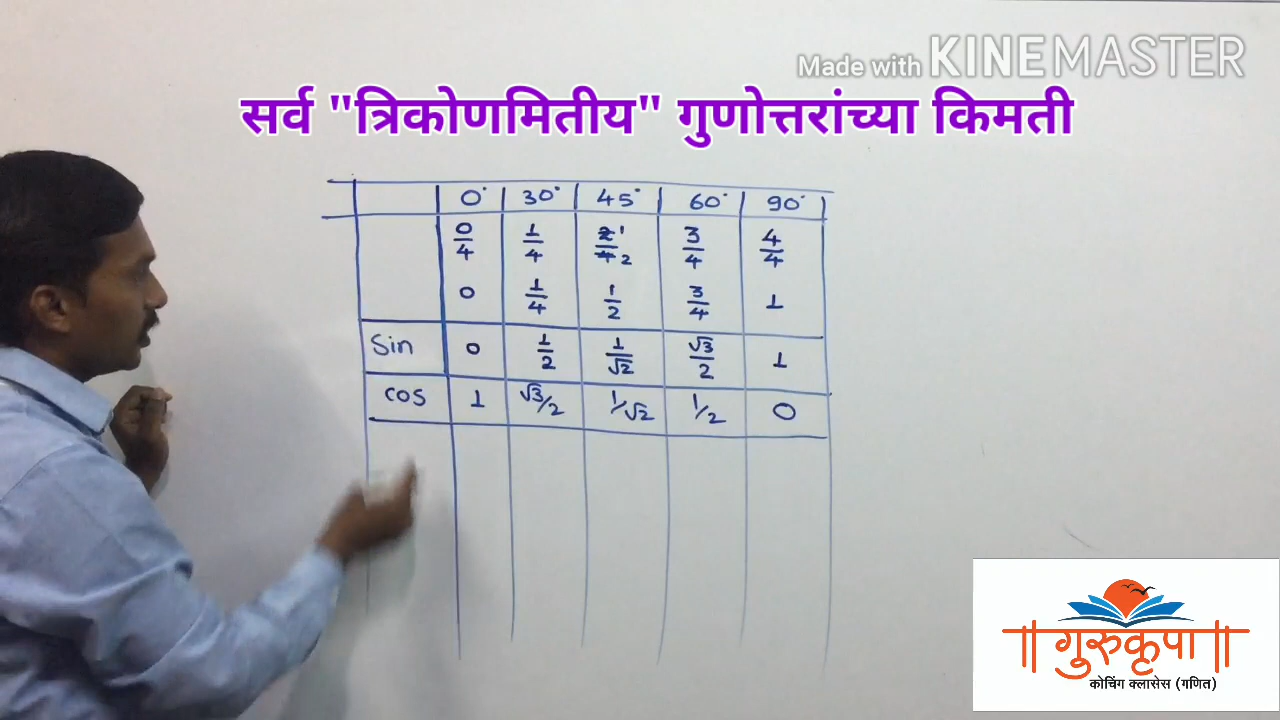 Made with KINEMASTER
सर्व "त्रिकोणमितीय" गुणोत्तरांच्या किमती
0° 30° 45° 60° 90°
0/4 1/4 2/4 1/2 3/4 4/4
0 1/4 1/2 3/4 1
Sin 0 1/2 1/√2 √3/2 1
cos 1 √3/2 1/√2 1/2 0
॥ गुरुकृपा ॥
कोचिंग क्लासेस (गणित)